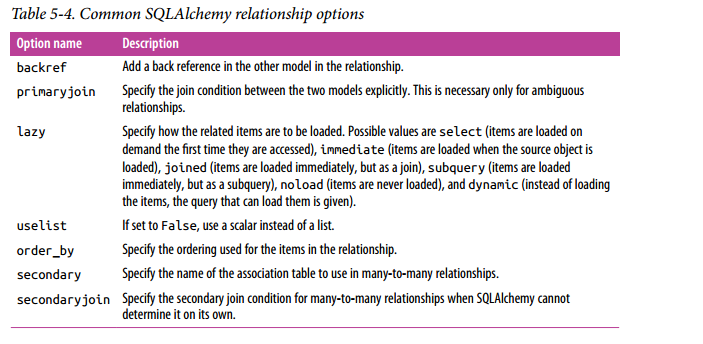 Table 5-4. Common SQLAlchemy relationship options
Option name Description
backref Add a back reference in the other model in the relationship.
primaryjoin Specify the join condition between the two models explicitly. This is necessary only for ambiguous
relationships.
lazy Specify how the related items are to be loaded. Possible values are select (items are loaded on
demand the first time they are accessed), immediate (items are loaded when the source object is
loaded), joined (items are loaded immediately, but as a join), subquery (items are loaded
immediately, but as a subquery), noload (items are never loaded), and dynamic (instead of loading
the items, the query that can load them is given).
uselist If set to False, use a scalar instead of a list.
order_by Specify the ordering used for the items in the relationship.
secondary Specify the name of the association table to use in many-to-many relationships.
secondaryjoin Specify the secondary join condition for many-to-many relationships when SQLAlchemy cannot
determine it on its own.